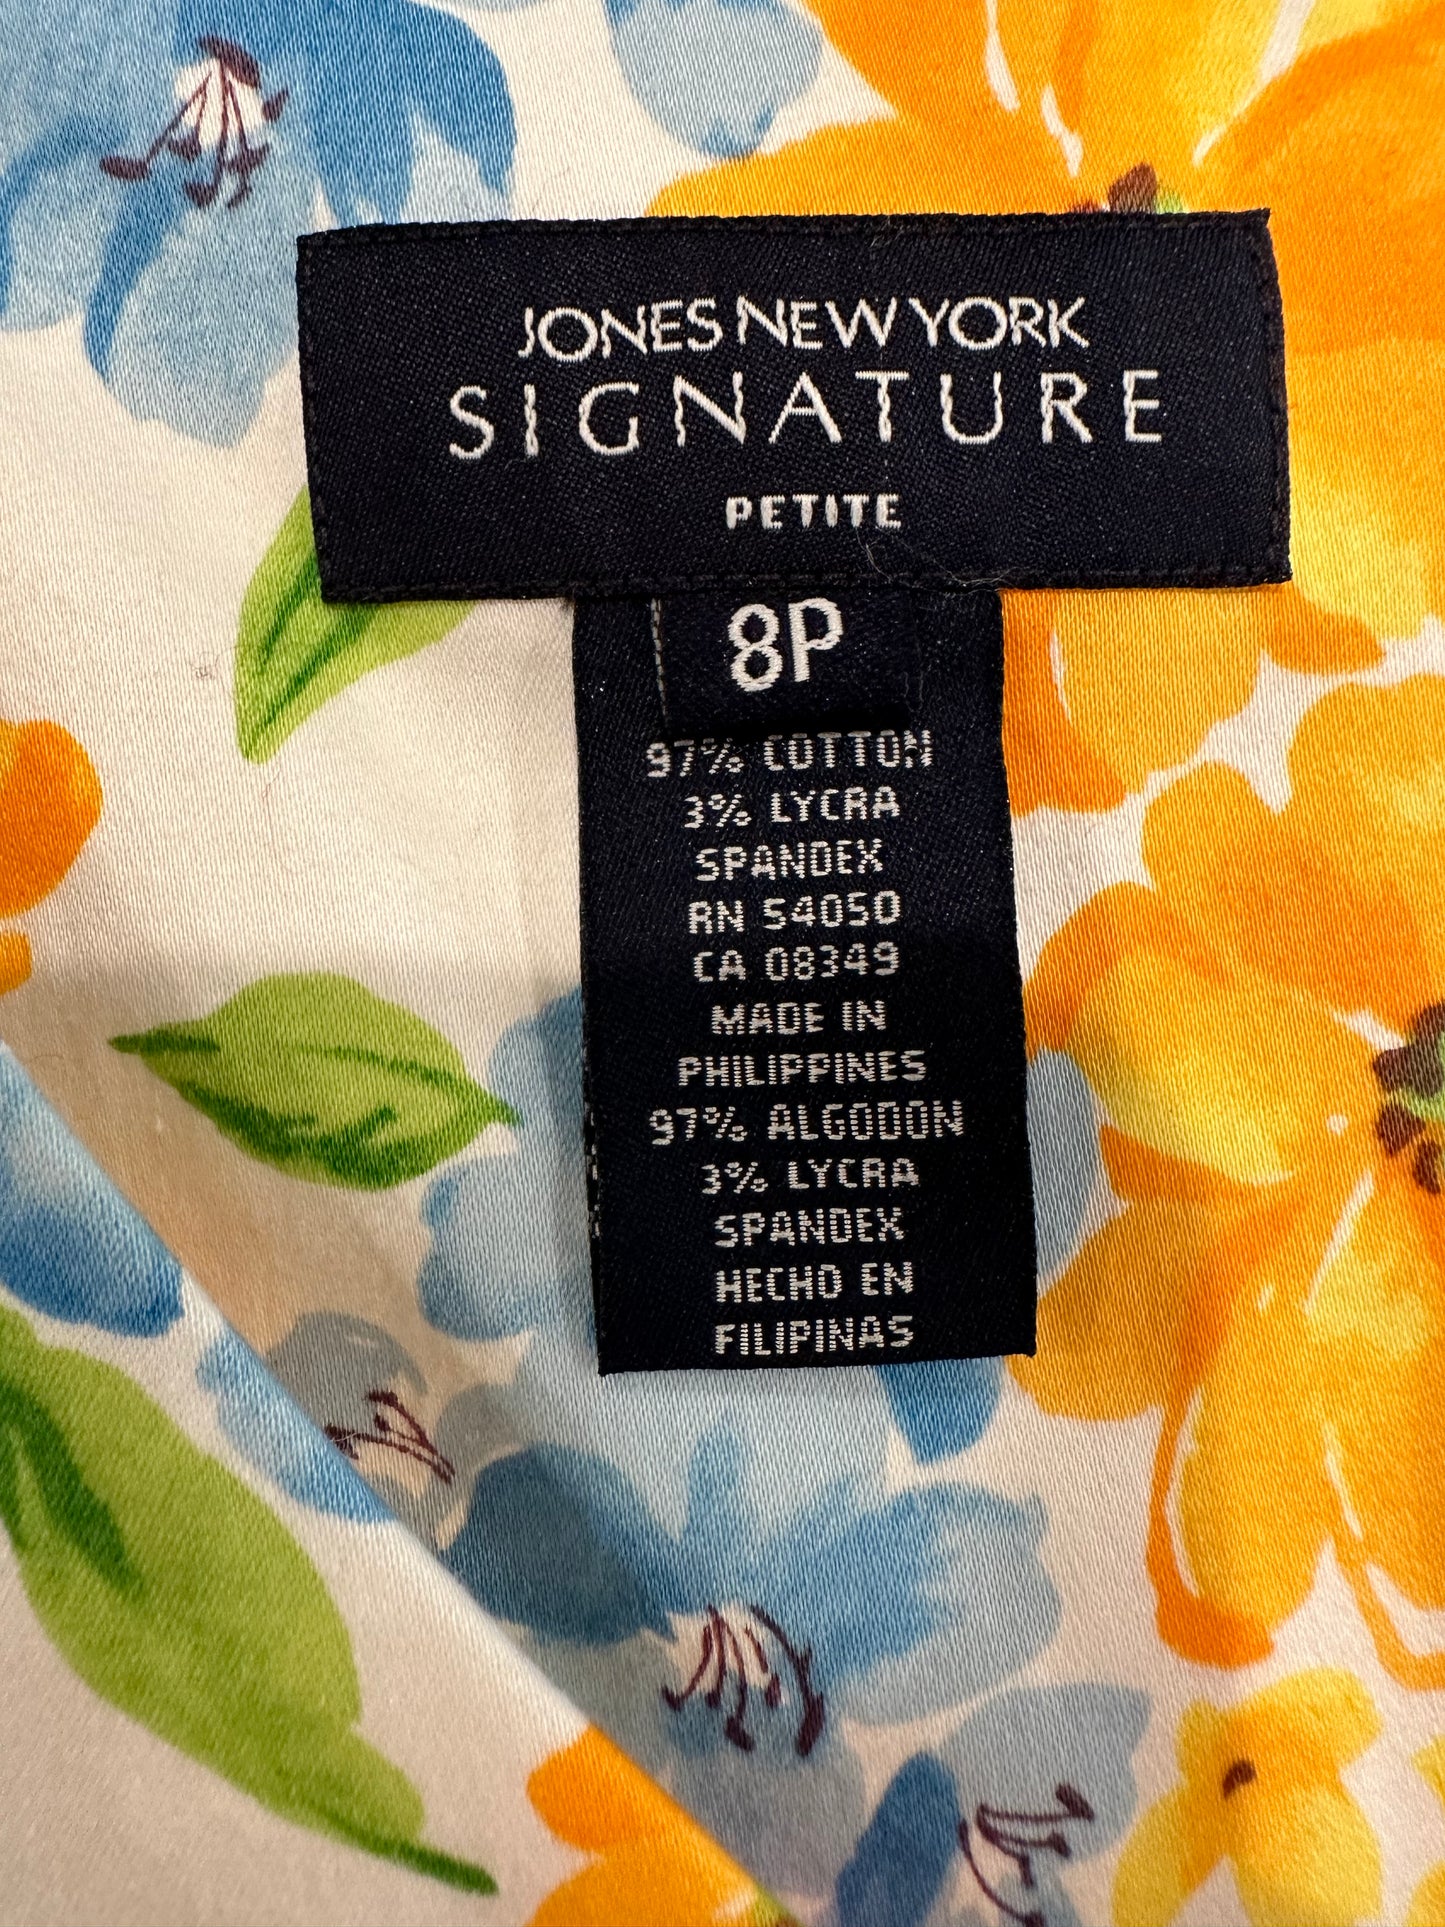 JONES NEW YORK
SIGNATURE
PETITE
8P
97% COTTON
3% LYCRA
SPANDEX
RN 54050
CA 08349
MADE IN
PHILIPPINES
97% ALGODON
3% LYCRA
SPANDEX
HECHO EN
FILIPINAS